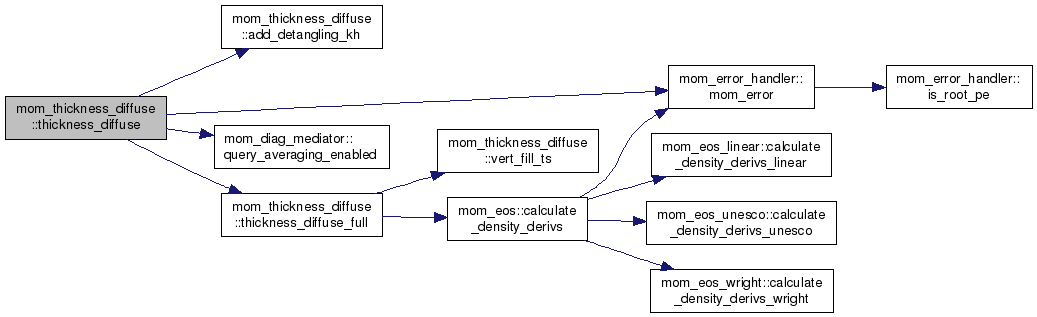 mom_thickness_diffuse
::thickness_diffuse
mom_thickness_diffuse
::add_detangling_kh
mom_diag_mediator::
query_averaging_enabled
mom_thickness_diffuse
::thickness_diffuse_full
mom_thickness_diffuse
::vert_fill_ts
mom_eos::calculate
_density_derivs
mom_error_handler::
mom_error
mom_error_handler::
is_root_pe
mom_eos_linear::calculate
_density_derivs_linear
mom_eos_unesco::calculate
_density_derivs_unesco
mom_eos_wright::calculate
_density_derivs_wright